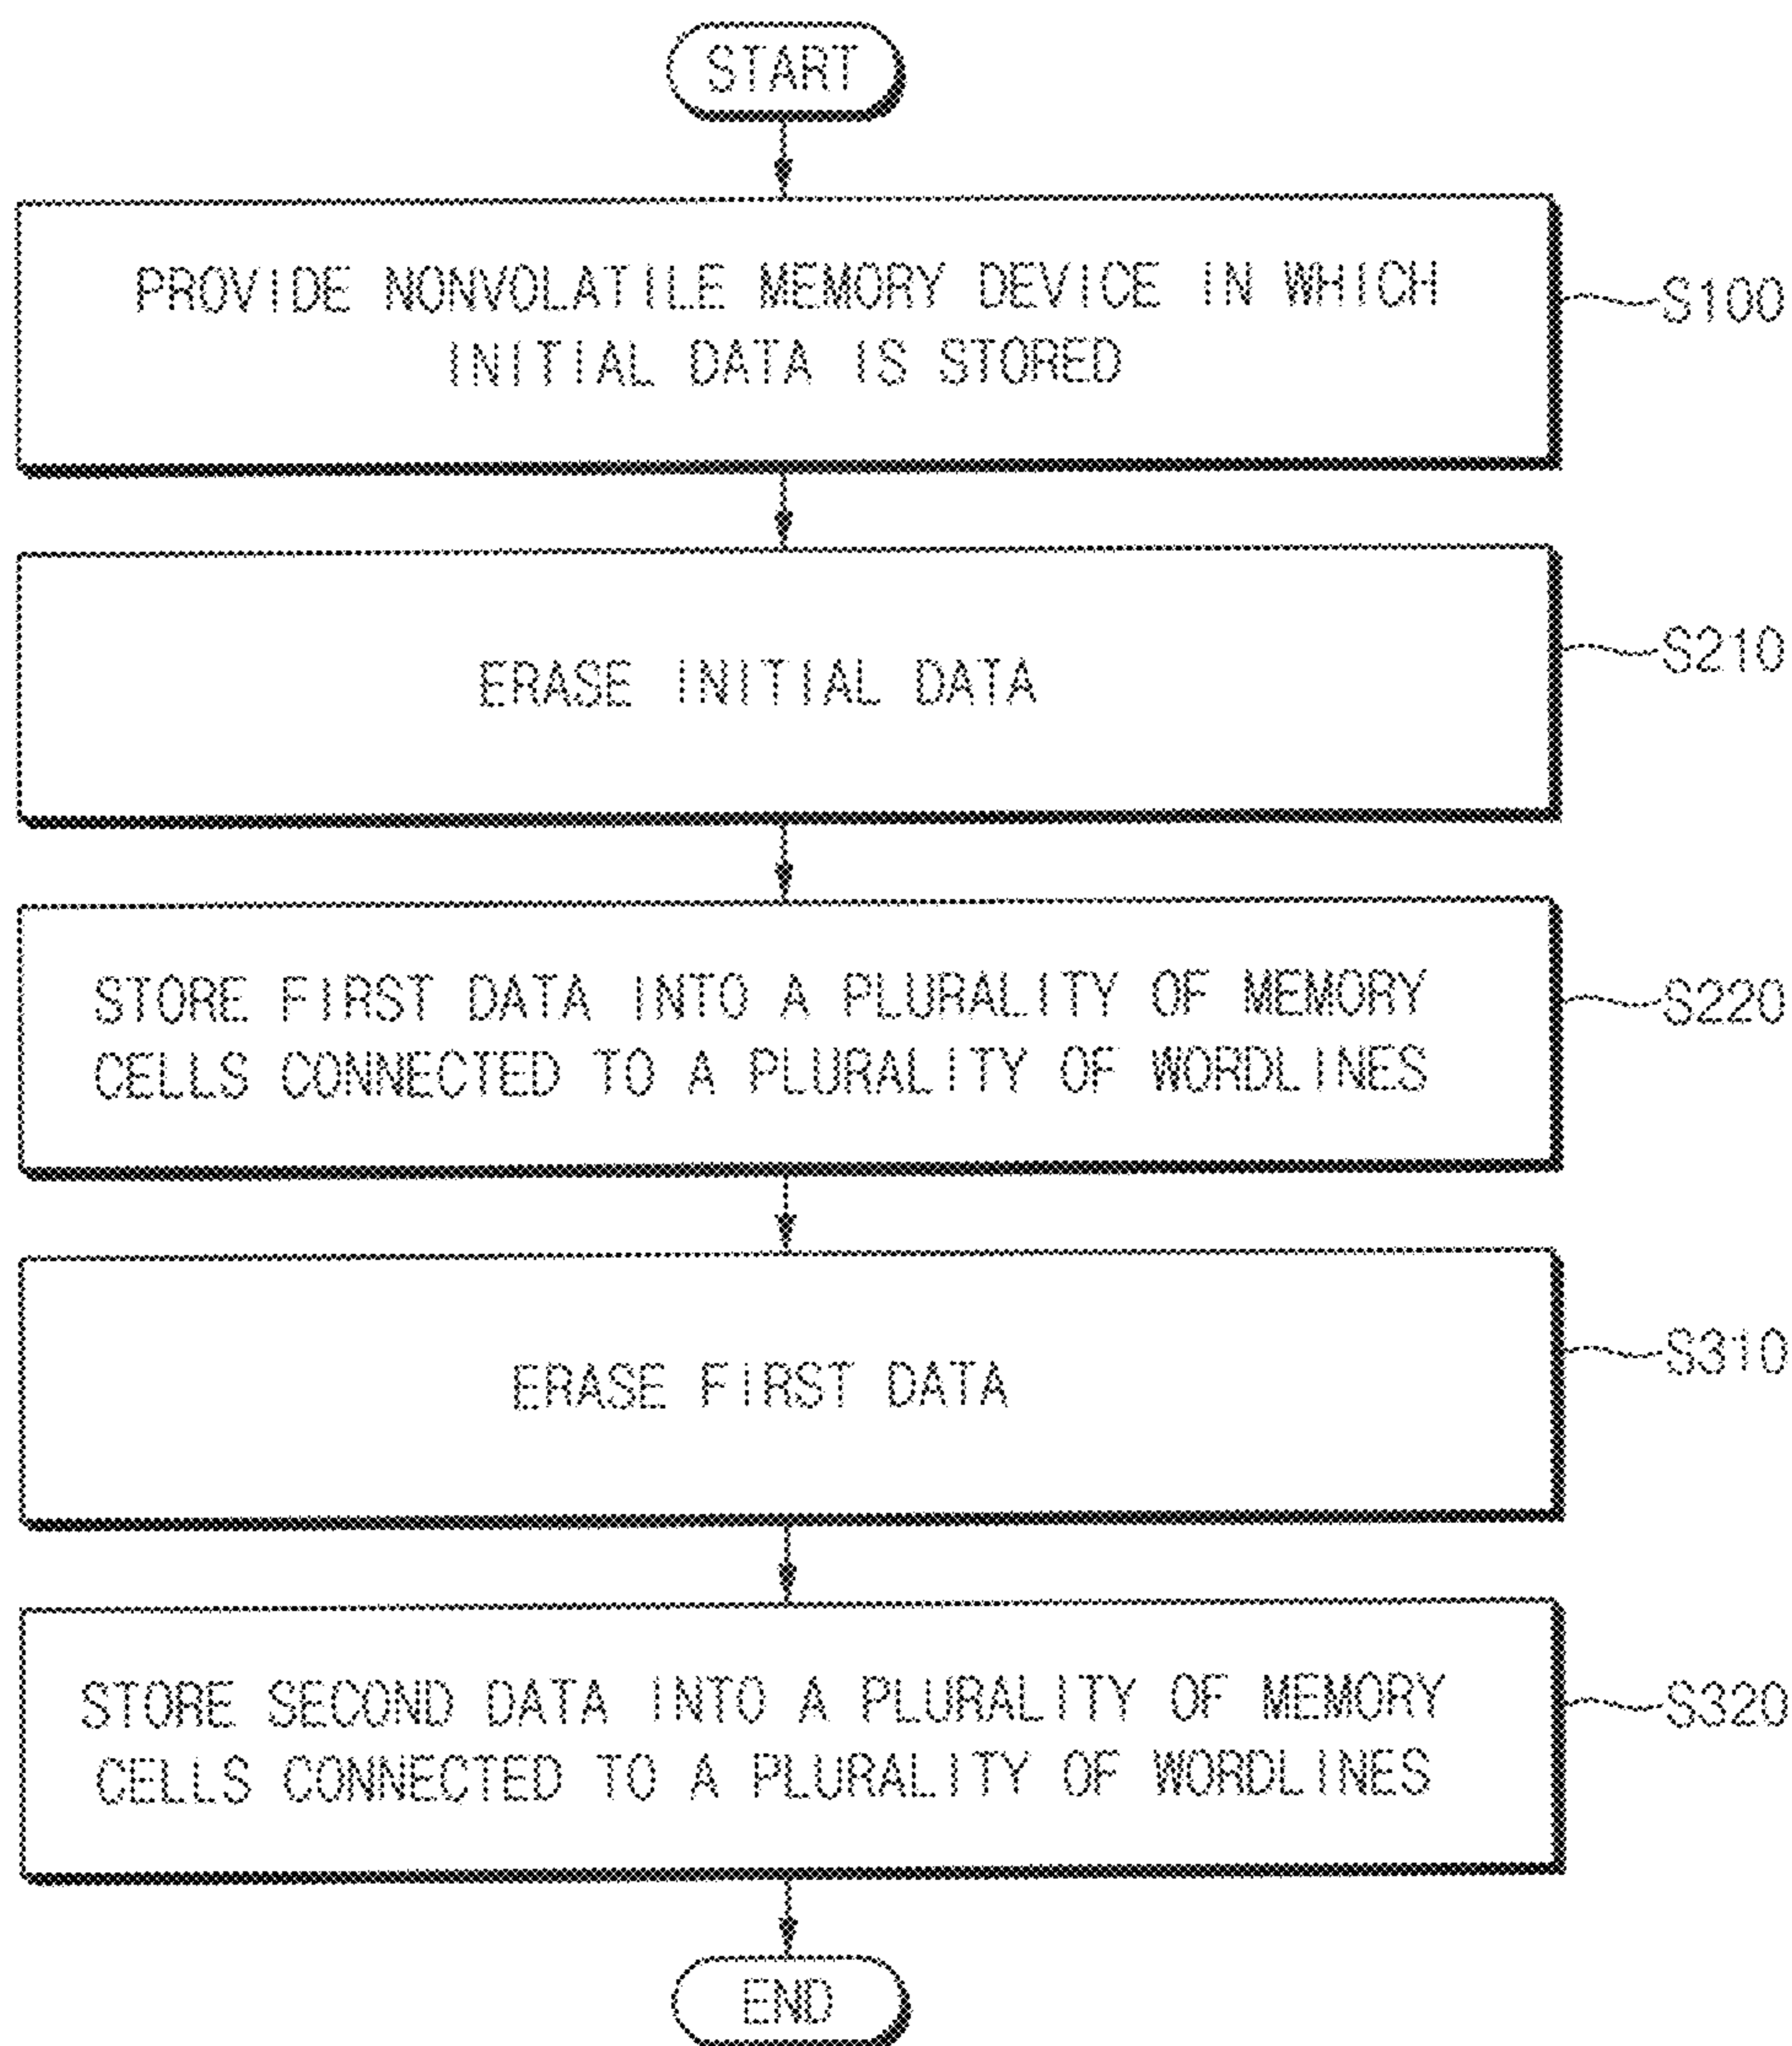 START
PROVIDE NONVOLATILE MEMORY DEVICE IN WHICH
INITIAL DATA IS STORED
S100
ERASE INITIAL DATA
S210
STORE FIRST DATA INTO A PLURALITY OF MEMORY
CELLS CONNECTED TO A PLURALITY OF WORDLINES
S220
ERASE FIRST DATA
S310
STORE SECOND DATA INTO A PLURALITY OF MEMORY
CELLS CONNECTED TO A PLURALITY OF WORDLINES
S320
END